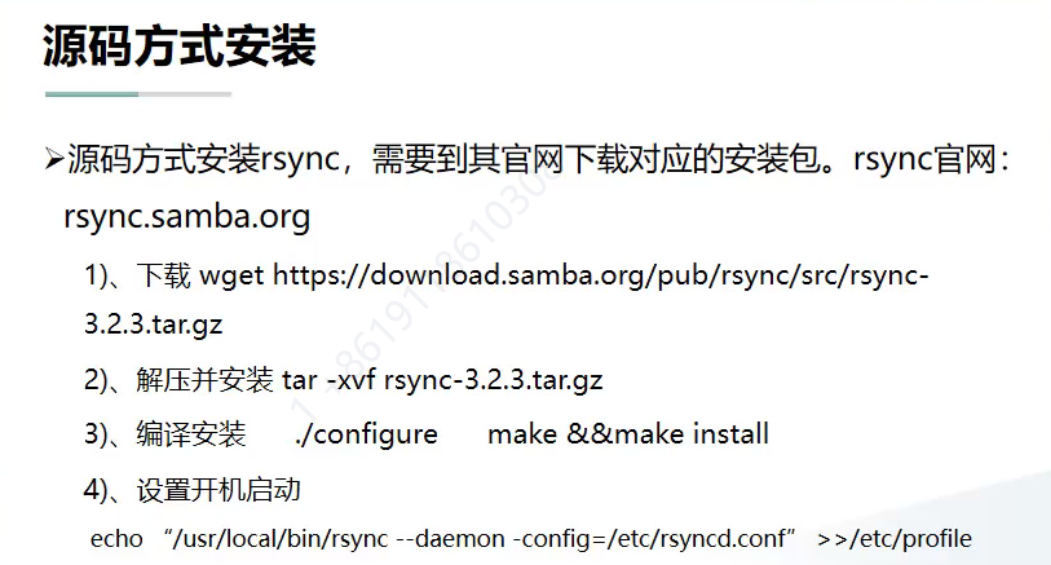 源码方式安装
➢源码方式安装rsync，需要到其官网下载对应的安装包。rsync官网：
rsync.samba.org
1)、下载 wget https://download.samba.org/pub/rsync/src/rsync-
3.2.3.tar.gz
2)、解压并安装 tar -xvf rsync-3.2.3.tar.gz
3)、编译安装 ./configure make &&make install
4)、设置开机启动
echo “/usr/local/bin/rsync --daemon -config=/etc/rsyncd.conf” >>/etc/profile